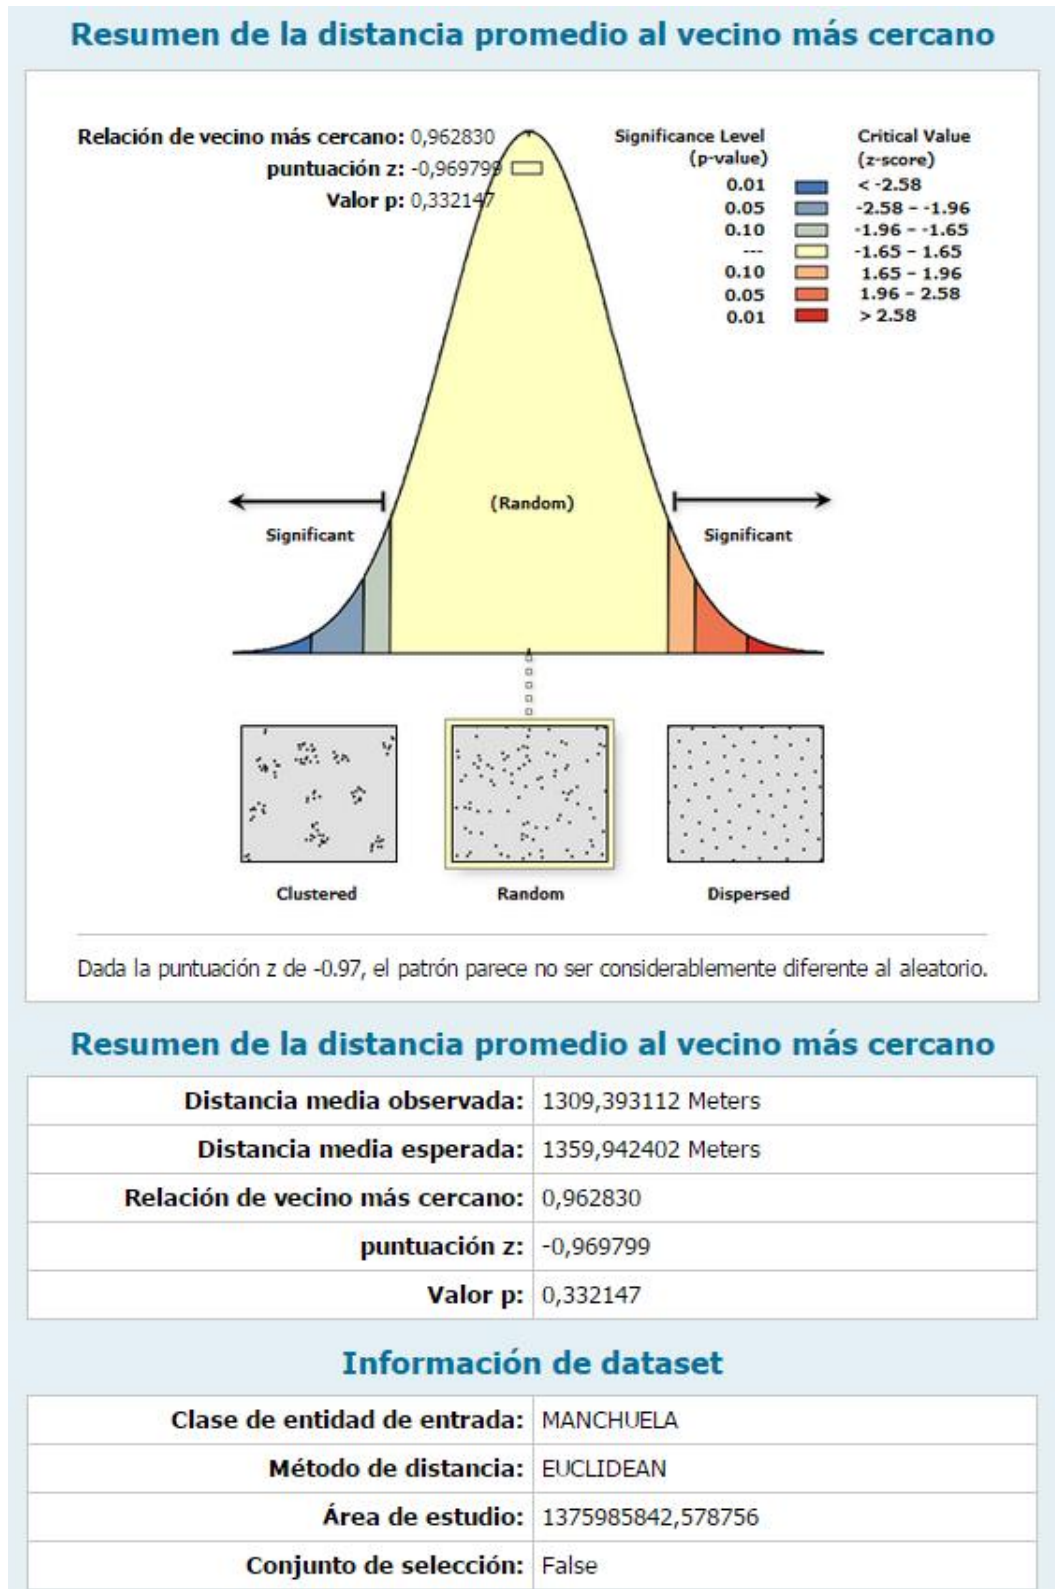 Resumen de la distancia promedio al vecino más cercano
Relación de vecino más cercano: 0,962830
puntuación z: -0,969799
Valor p: 0,332147
Significance Level (p-value)
Critical Value (z-score)
0.01 < -2.58
0.05 -2.58 – -1.96
0.10 -1.96 – -1.65
--- -1.65 – 1.65
0.10 1.65 – 1.96
0.05 1.96 – 2.58
0.01 > 2.58
(Random)
Significant
Significant
Clustered
Random
Dispersed
Dada la puntuación z de -0.97, el patrón parece no ser considerablemente diferente al aleatorio.
Resumen de la distancia promedio al vecino más cercano
Distancia media observada: 1309,393112 Meters
Distancia media esperada: 1359,942402 Meters
Relación de vecino más cercano: 0,962830
puntuación z: -0,969799
Valor p: 0,332147
Información de dataset
Clase de entidad de entrada: MANCHUELA
Método de distancia: EUCLIDEAN
Área de estudio: 1375985842,578756
Conjunto de selección: False